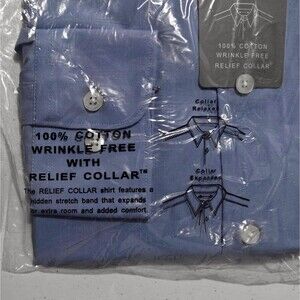 100% COTTON
WRINKLE FREE
RELIEF COLLAR
100% COTTON
WRINKLE FREE
WITH
RELIEF COLLAR™
The RELIEF COLLAR shirt features a
hidden stretch band that expands
for extra room and added comfort
Collar
Relaxed
Collar
Expanded